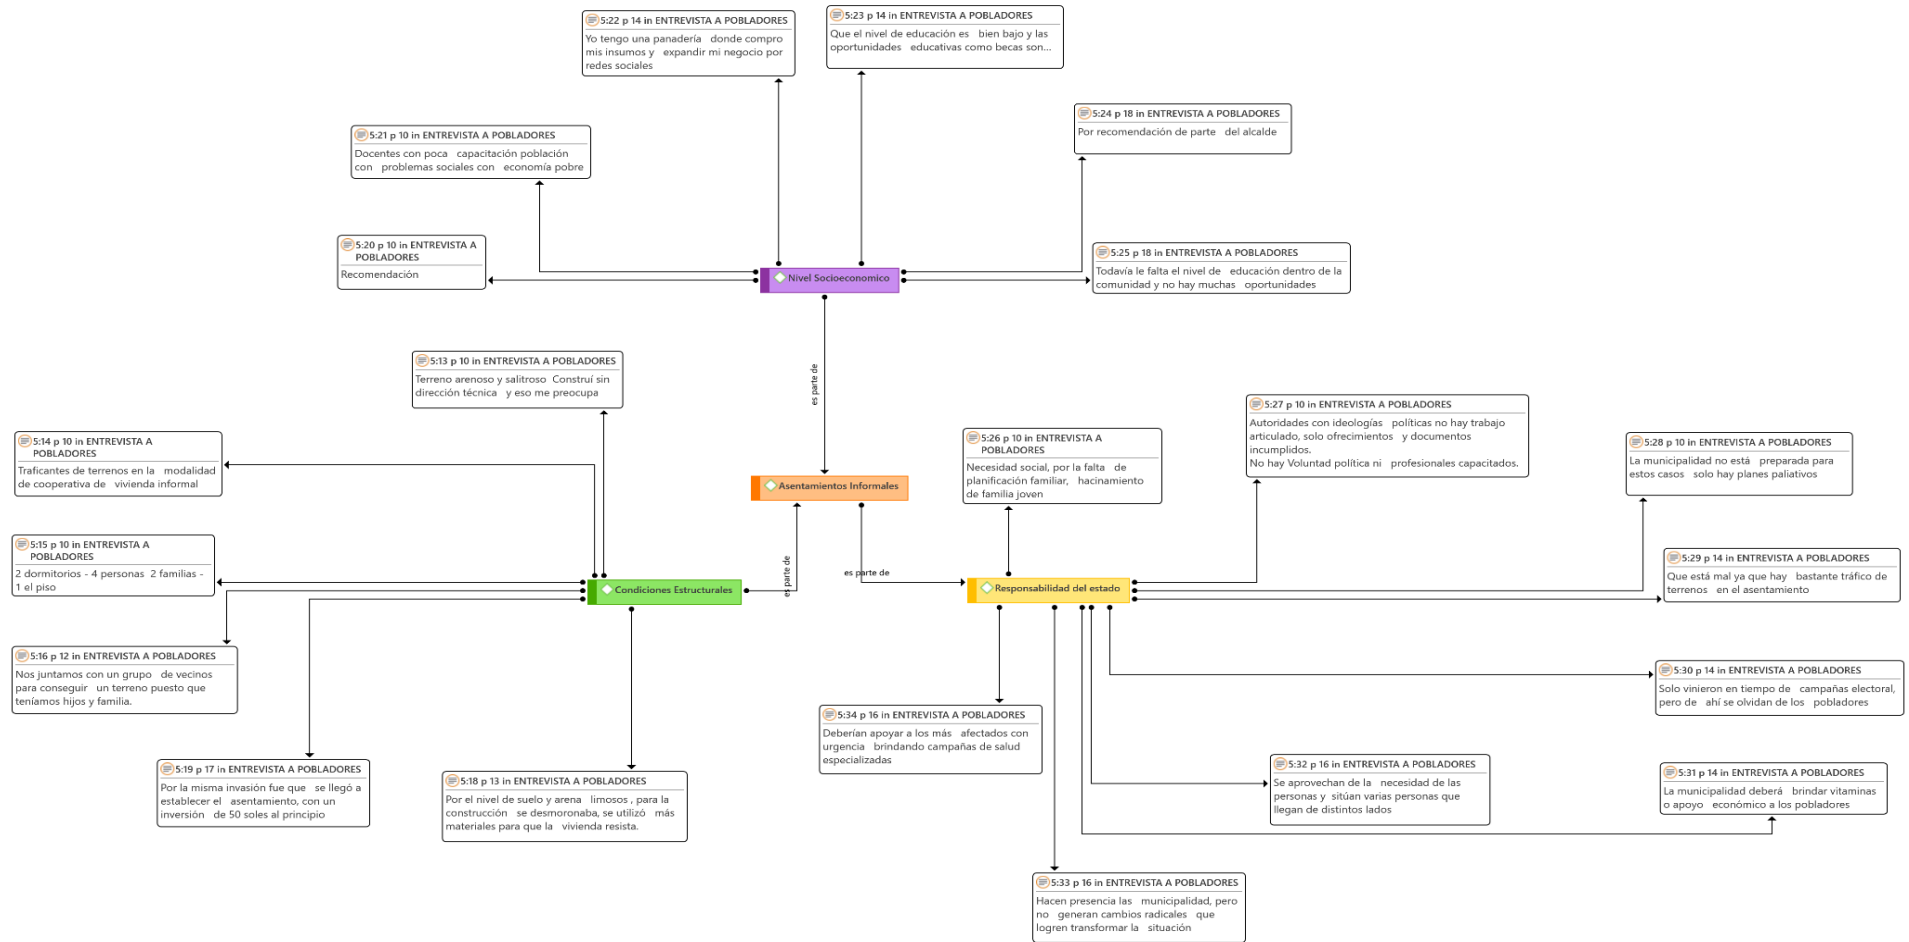 5:22 p 14 in ENTREVISTA A POBLADORES
Yo tengo una panadería donde compro
mis insumos y expandir mi negocio por
redes sociales
5:23 p 14 in ENTREVISTA A POBLADORES
Que el nivel de educación es bien bajo y las
oportunidades educativas como becas son...
5:24 p 18 in ENTREVISTA A POBLADORES
Por recomendación de parte del alcalde
5:21 p 10 in ENTREVISTA A POBLADORES
Docentes con poca capacitación población
con problemas sociales con economía pobre
5:20 p 10 in ENTREVISTA A
POBLADORES
Recomendación
5:25 p 18 in ENTREVISTA A POBLADORES
Todavía le falta el nivel de educación dentro de la
comunidad y no hay muchas oportunidades
Nivel Socioeconomico
es parte de
5:13 p 10 in ENTREVISTA A POBLADORES
Terreno arenoso y salitroso Construí sin
dirección técnica y eso me preocupa
5:14 p 10 in ENTREVISTA A
POBLADORES
Traficantes de terrenos en la modalidad
de cooperativa de vivienda informal
Asentamientos Informales
5:26 p 10 in ENTREVISTA A
POBLADORES
Necesidad social, por la falta de
planificación familiar, hacinamiento
de familia joven
5:27 p 10 in ENTREVISTA A POBLADORES
Autoridades con ideologías políticas no hay trabajo
articulado, solo ofrecimientos y documentos
incumplidos.
No hay Voluntad política ni profesionales capacitados.
5:28 p 10 in ENTREVISTA A POBLADORES
La municipalidad no está preparada para
estos casos solo hay planes paliativos
5:15 p 10 in ENTREVISTA A
POBLADORES
2 dormitorios - 4 personas 2 familias -
1 el piso
Condiciones Estructurales
es parte de
es parte de
Responsabilidad del estado
5:29 p 14 in ENTREVISTA A POBLADORES
Que está mal ya que hay bastante tráfico de
terrenos en el asentamiento
5:16 p 12 in ENTREVISTA A POBLADORES
Nos juntamos con un grupo de vecinos
para conseguir un terreno puesto que
teníamos hijos y familia.
5:30 p 14 in ENTREVISTA A POBLADORES
Solo vinieron en tiempo de campañas electoral,
pero de ahí se olvidan de los pobladores
5:34 p 16 in ENTREVISTA A POBLADORES
Deberían apoyar a los más afectados con
urgencia brindando campañas de salud
especializadas
5:19 p 17 in ENTREVISTA A POBLADORES
Por la misma invasión fue que se llegó a
establecer el asentamiento, con un
inversión de 50 soles al principio
5:18 p 13 in ENTREVISTA A POBLADORES
Por el nivel de suelo y arena limosos , para la
construcción se desmoronaba, se utilizó más
materiales para que la vivienda resista.
5:32 p 16 in ENTREVISTA A POBLADORES
Se aprovechan de la necesidad de las
personas y sitúan varias personas que
llegan de distintos lados
5:31 p 14 in ENTREVISTA A POBLADORES
La municipalidad deberá brindar vitaminas
o apoyo económico a los pobladores
5:33 p 16 in ENTREVISTA A POBLADORES
Hacen presencia las municipalidad, pero
no generan cambios radicales que
logren transformar la situación